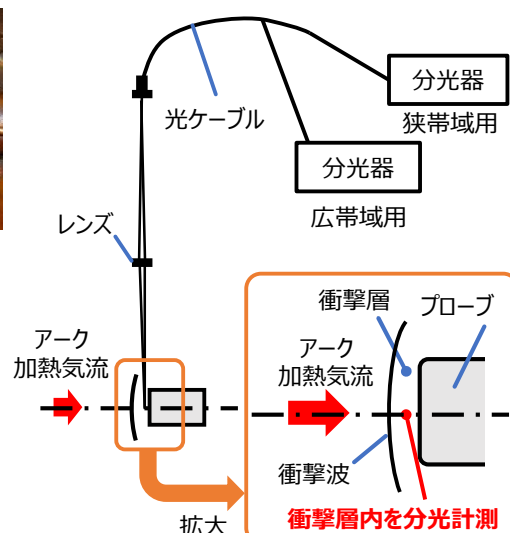 分光器
狭帯域用
光ケーブル
分光器
広帯域用
レンズ
アーク
加熱気流
衝撃層
プローブ
アーク
加熱気流
衝撃波
拡大
衝撃層内を分光計測